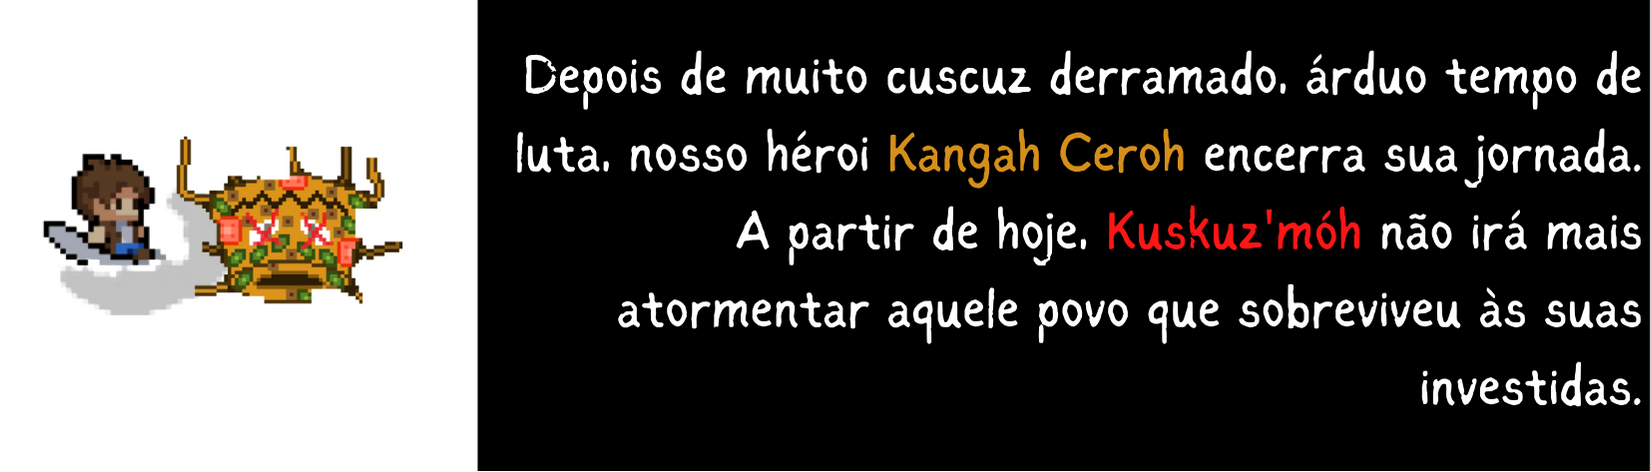 Depois de muito cuscuz derramado, árduo tempo de
luta, nosso héroi Kangah Ceroh encerra sua jornada.
A partir de hoje, Kuskuz'móh não irá mais
atormentar aquele povo que sobreviveu às suas
investidas.